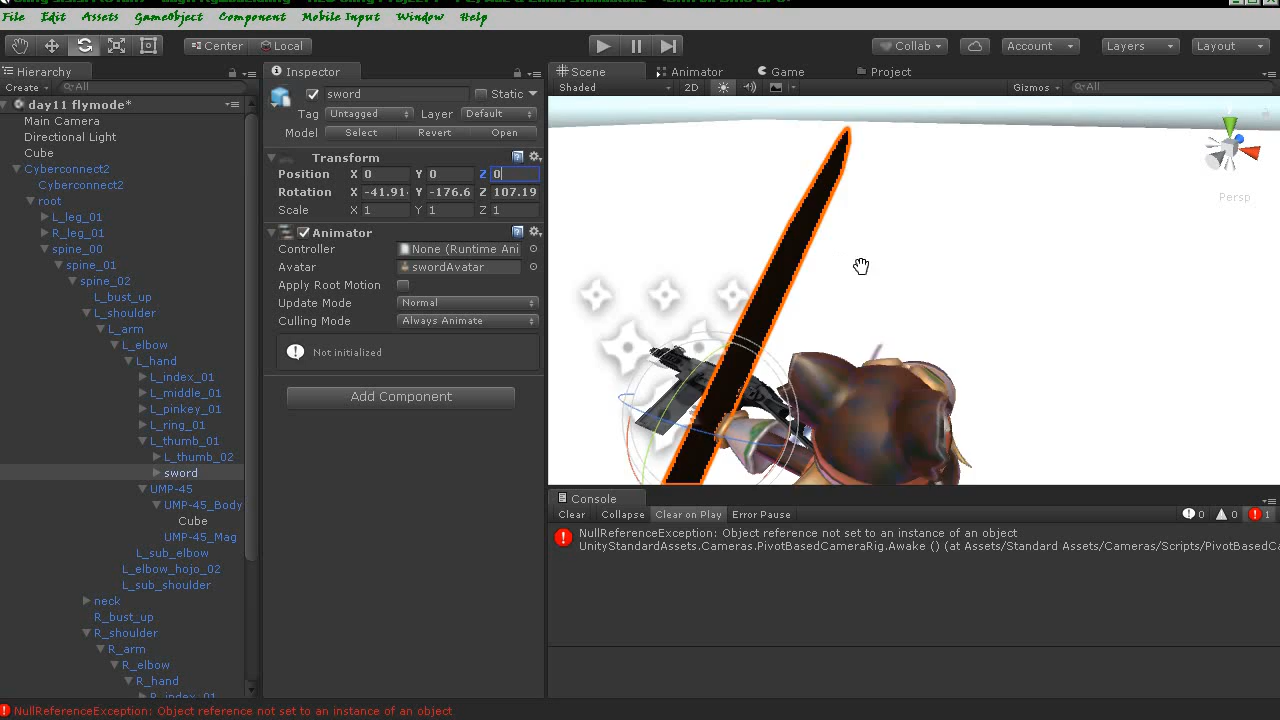 File Edit Assets GameObject Component Mobile Input Window Help
Center Local Collab Account Layers Layout
Hierarchy
Create All
day11 flymode*
Main Camera
Directional Light
Cube
Cyberconnect2
Cyberconnect2
root
L_leg_01
R_leg_01
spine_00
spine_01
spine_02
L_bust_up
L_shoulder
L_arm
L_elbow
L_hand
L_index_01
L_middle_01
L_pinkey_01
L_ring_01
L_thumb_01
L_thumb_02
sword
UMP-45
UMP-45_Body
Cube
UMP-45_Mag
L_sub_elbow
L_elbow_hojo_02
L_sub_shoulder
neck
R_bust_up
R_shoulder
R_arm
R_elbow
R_hand
R_index_01
Inspector
sword Static
Tag Untagged Layer Default
Model Select Revert Open
Transform
Position X 0 Y 0 Z 0
Rotation X -41.91 Y -176.6 Z 107.19
Scale X 1 Y 1 Z 1
Animator
Controller None (Runtime Ani
Avatar swordAvatar
Apply Root Motion
Update Mode Normal
Culling Mode Always Animate
Not initialized
Add Component
Scene Animator Game Project
Shaded 2D Gizmos All
y
Persp
Console
Clear Collapse Clear on Play Error Pause 0 0 1
NullReferenceException: Object reference not set to an instance of an object
UnityStandardAssets.Cameras.PivotBasedCameraRig.Awake () (at Assets/Standard Assets/Cameras/Scripts/PivotBasedCa
NullReferenceException: Object reference not set to an instance of an object